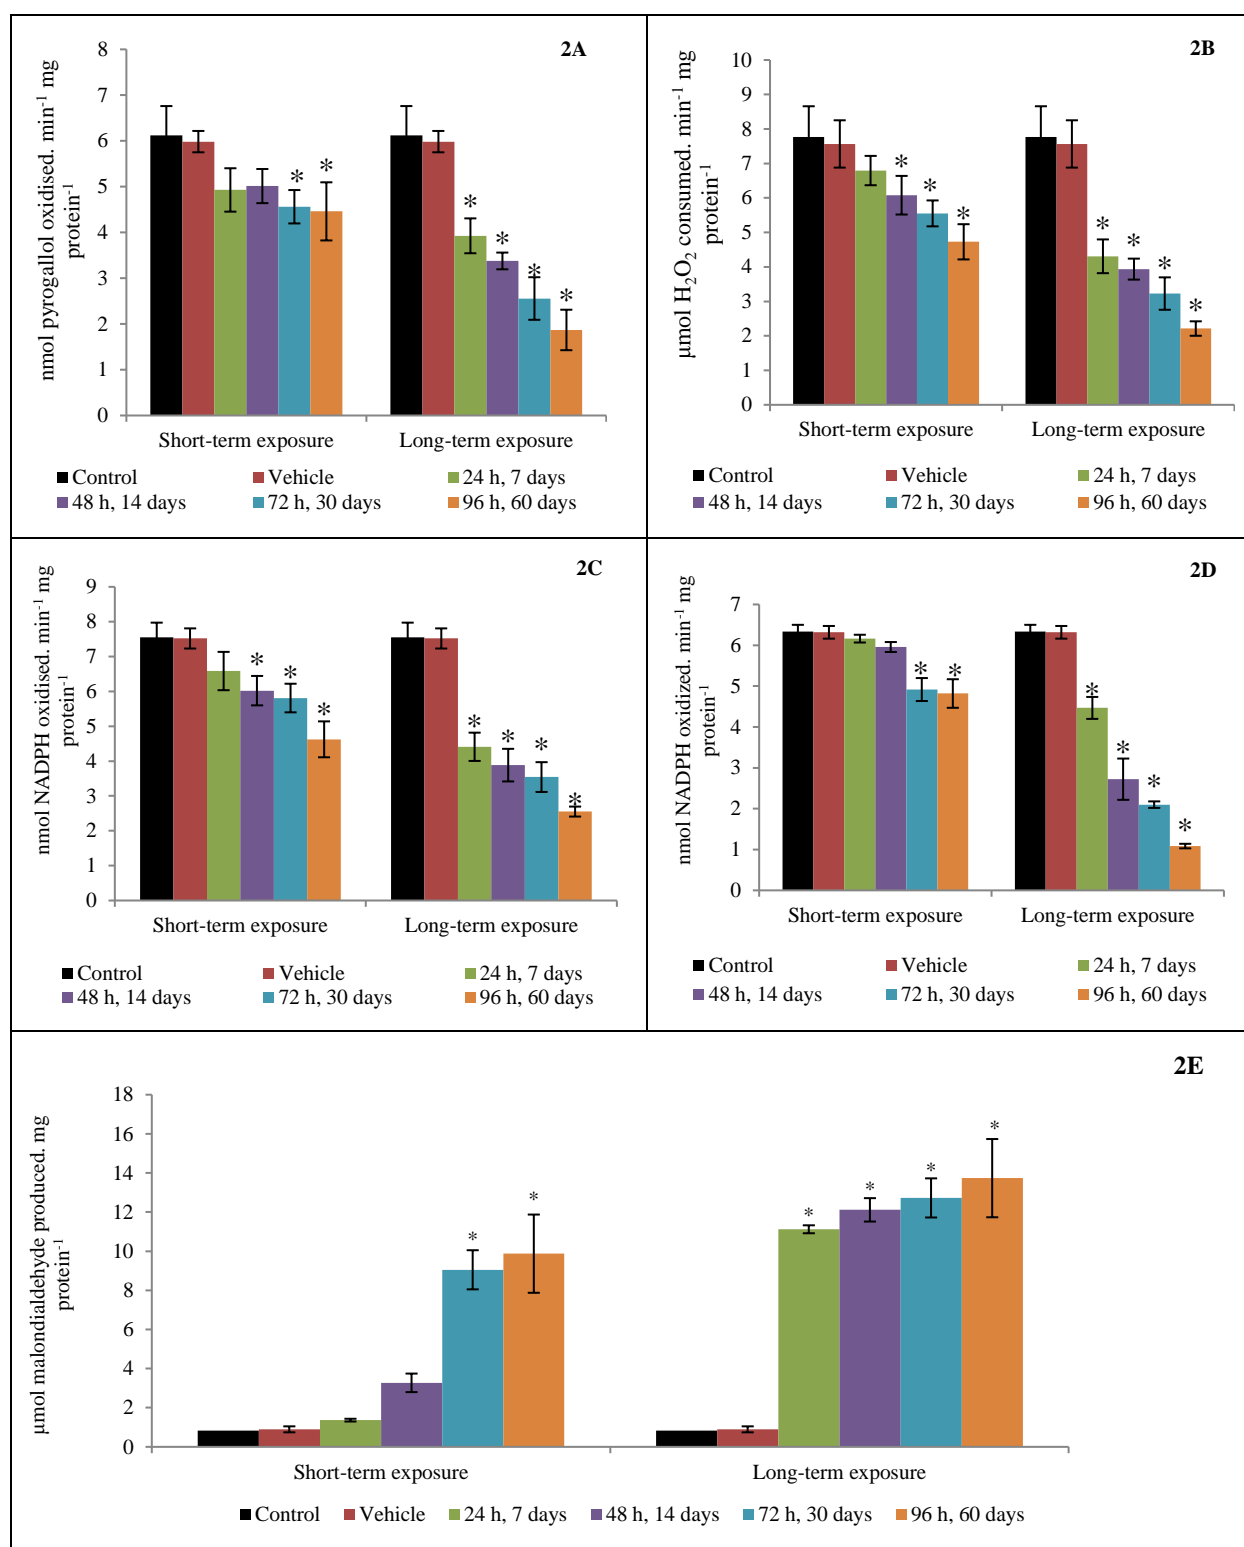 2A
nmol pyrogallol oxidised. min⁻¹ mg
protein⁻¹
8
7
6
5
4
3
2
1
0
* * * * * *
Short-term exposure Long-term exposure
Control Vehicle 24 h, 7 days
48 h, 14 days 72 h, 30 days 96 h, 60 days
2B
µmol H₂O₂ consumed. min⁻¹ mg
protein⁻¹
10
9
8
7
6
5
4
3
2
1
0
* * * * * * *
Short-term exposure Long-term exposure
Control Vehicle 24 h, 7 days
48 h, 14 days 72 h, 30 days 96 h, 60 days
2C
nmol NADPH oxidised. min⁻¹ mg
protein⁻¹
9
8
7
6
5
4
3
2
1
0
* * * * * * *
Short-term exposure Long-term exposure
Control Vehicle 24 h, 7 days
48 h, 14 days 72 h, 30 days 96 h, 60 days
2D
nmol NADPH oxidized. min⁻¹ mg
protein⁻¹
7
6
5
4
3
2
1
0
* * * * * *
Short-term exposure Long-term exposure
Control Vehicle 24 h, 7 days
48 h, 14 days 72 h, 30 days 96 h, 60 days
2E
µmol malondialdehyde produced. mg
protein⁻¹
18
16
14
12
10
8
6
4
2
0
* * * * * *
Short-term exposure Long-term exposure
Control Vehicle 24 h, 7 days 48 h, 14 days 72 h, 30 days 96 h, 60 days